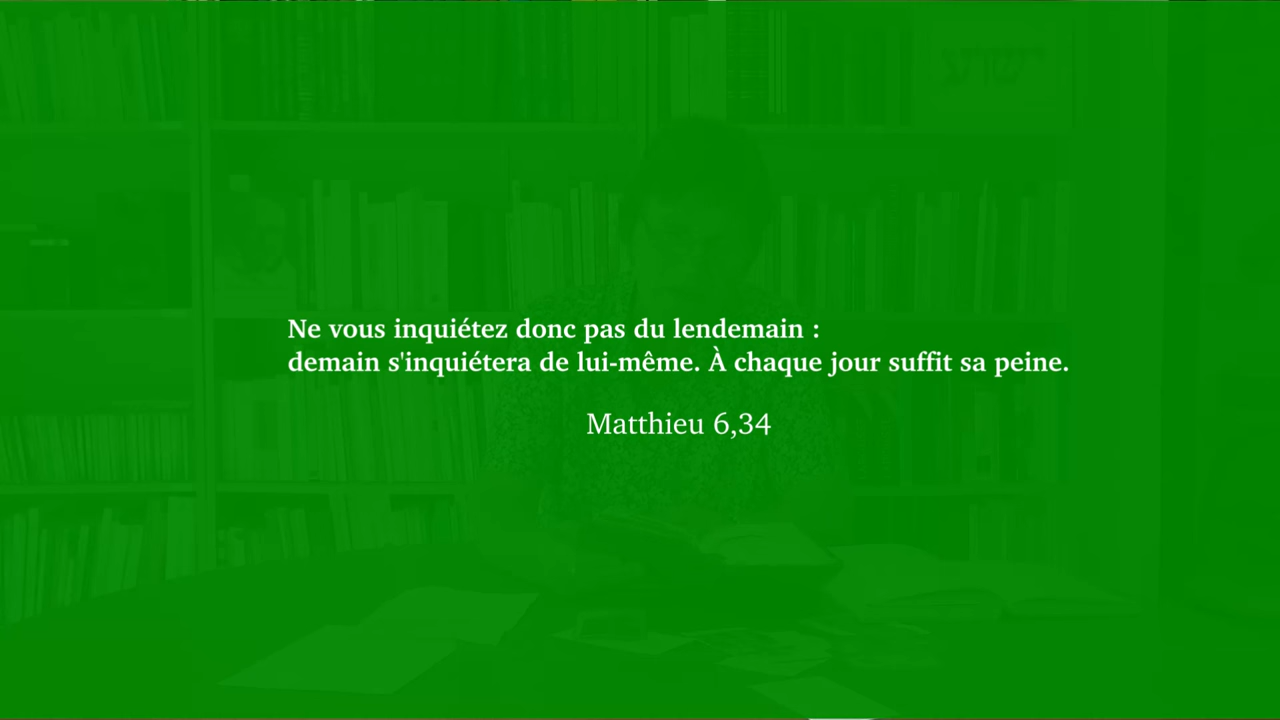 Ne vous inquiétez donc pas du lendemain :
demain s'inquiétera de lui-même. À chaque jour suffit sa peine.
Matthieu 6,34